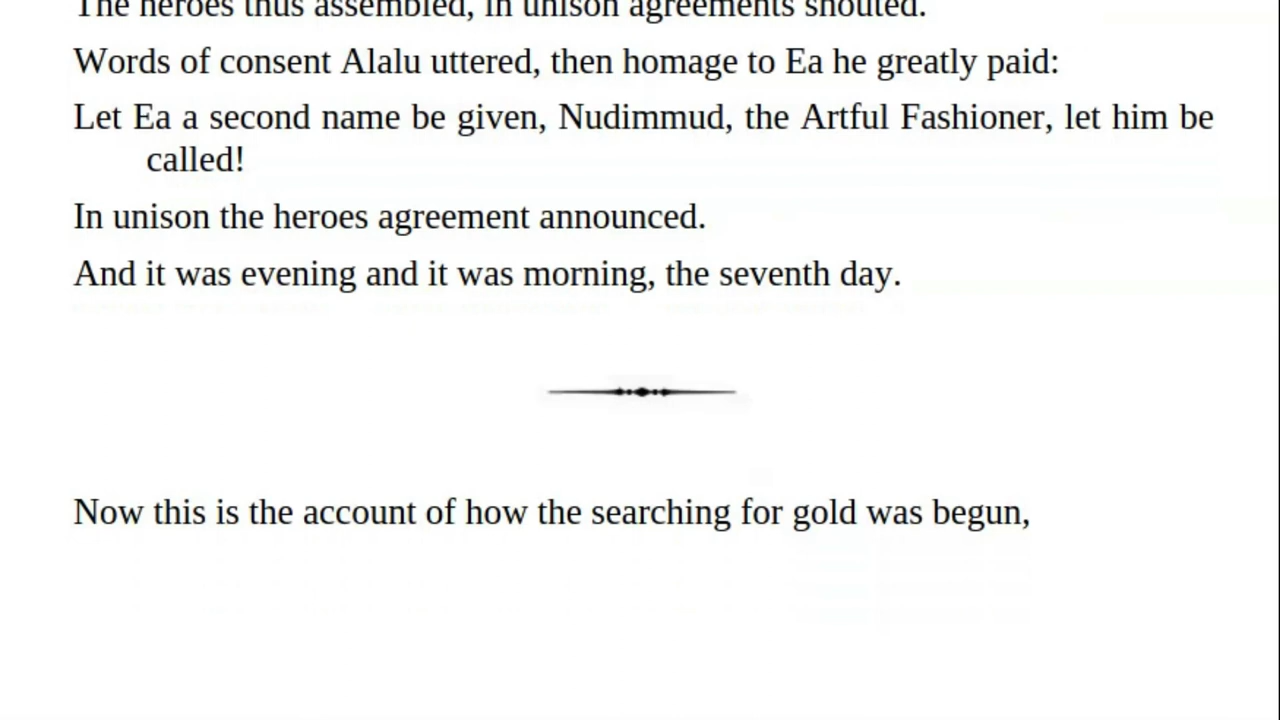 The heroes thus assembled, in unison agreements shouted.
Words of consent Alalu uttered, then homage to Ea he greatly paid:
Let Ea a second name be given, Nudimmud, the Artful Fashioner, let him be
called!
In unison the heroes agreement announced.
And it was evening and it was morning, the seventh day.
Now this is the account of how the searching for gold was begun,